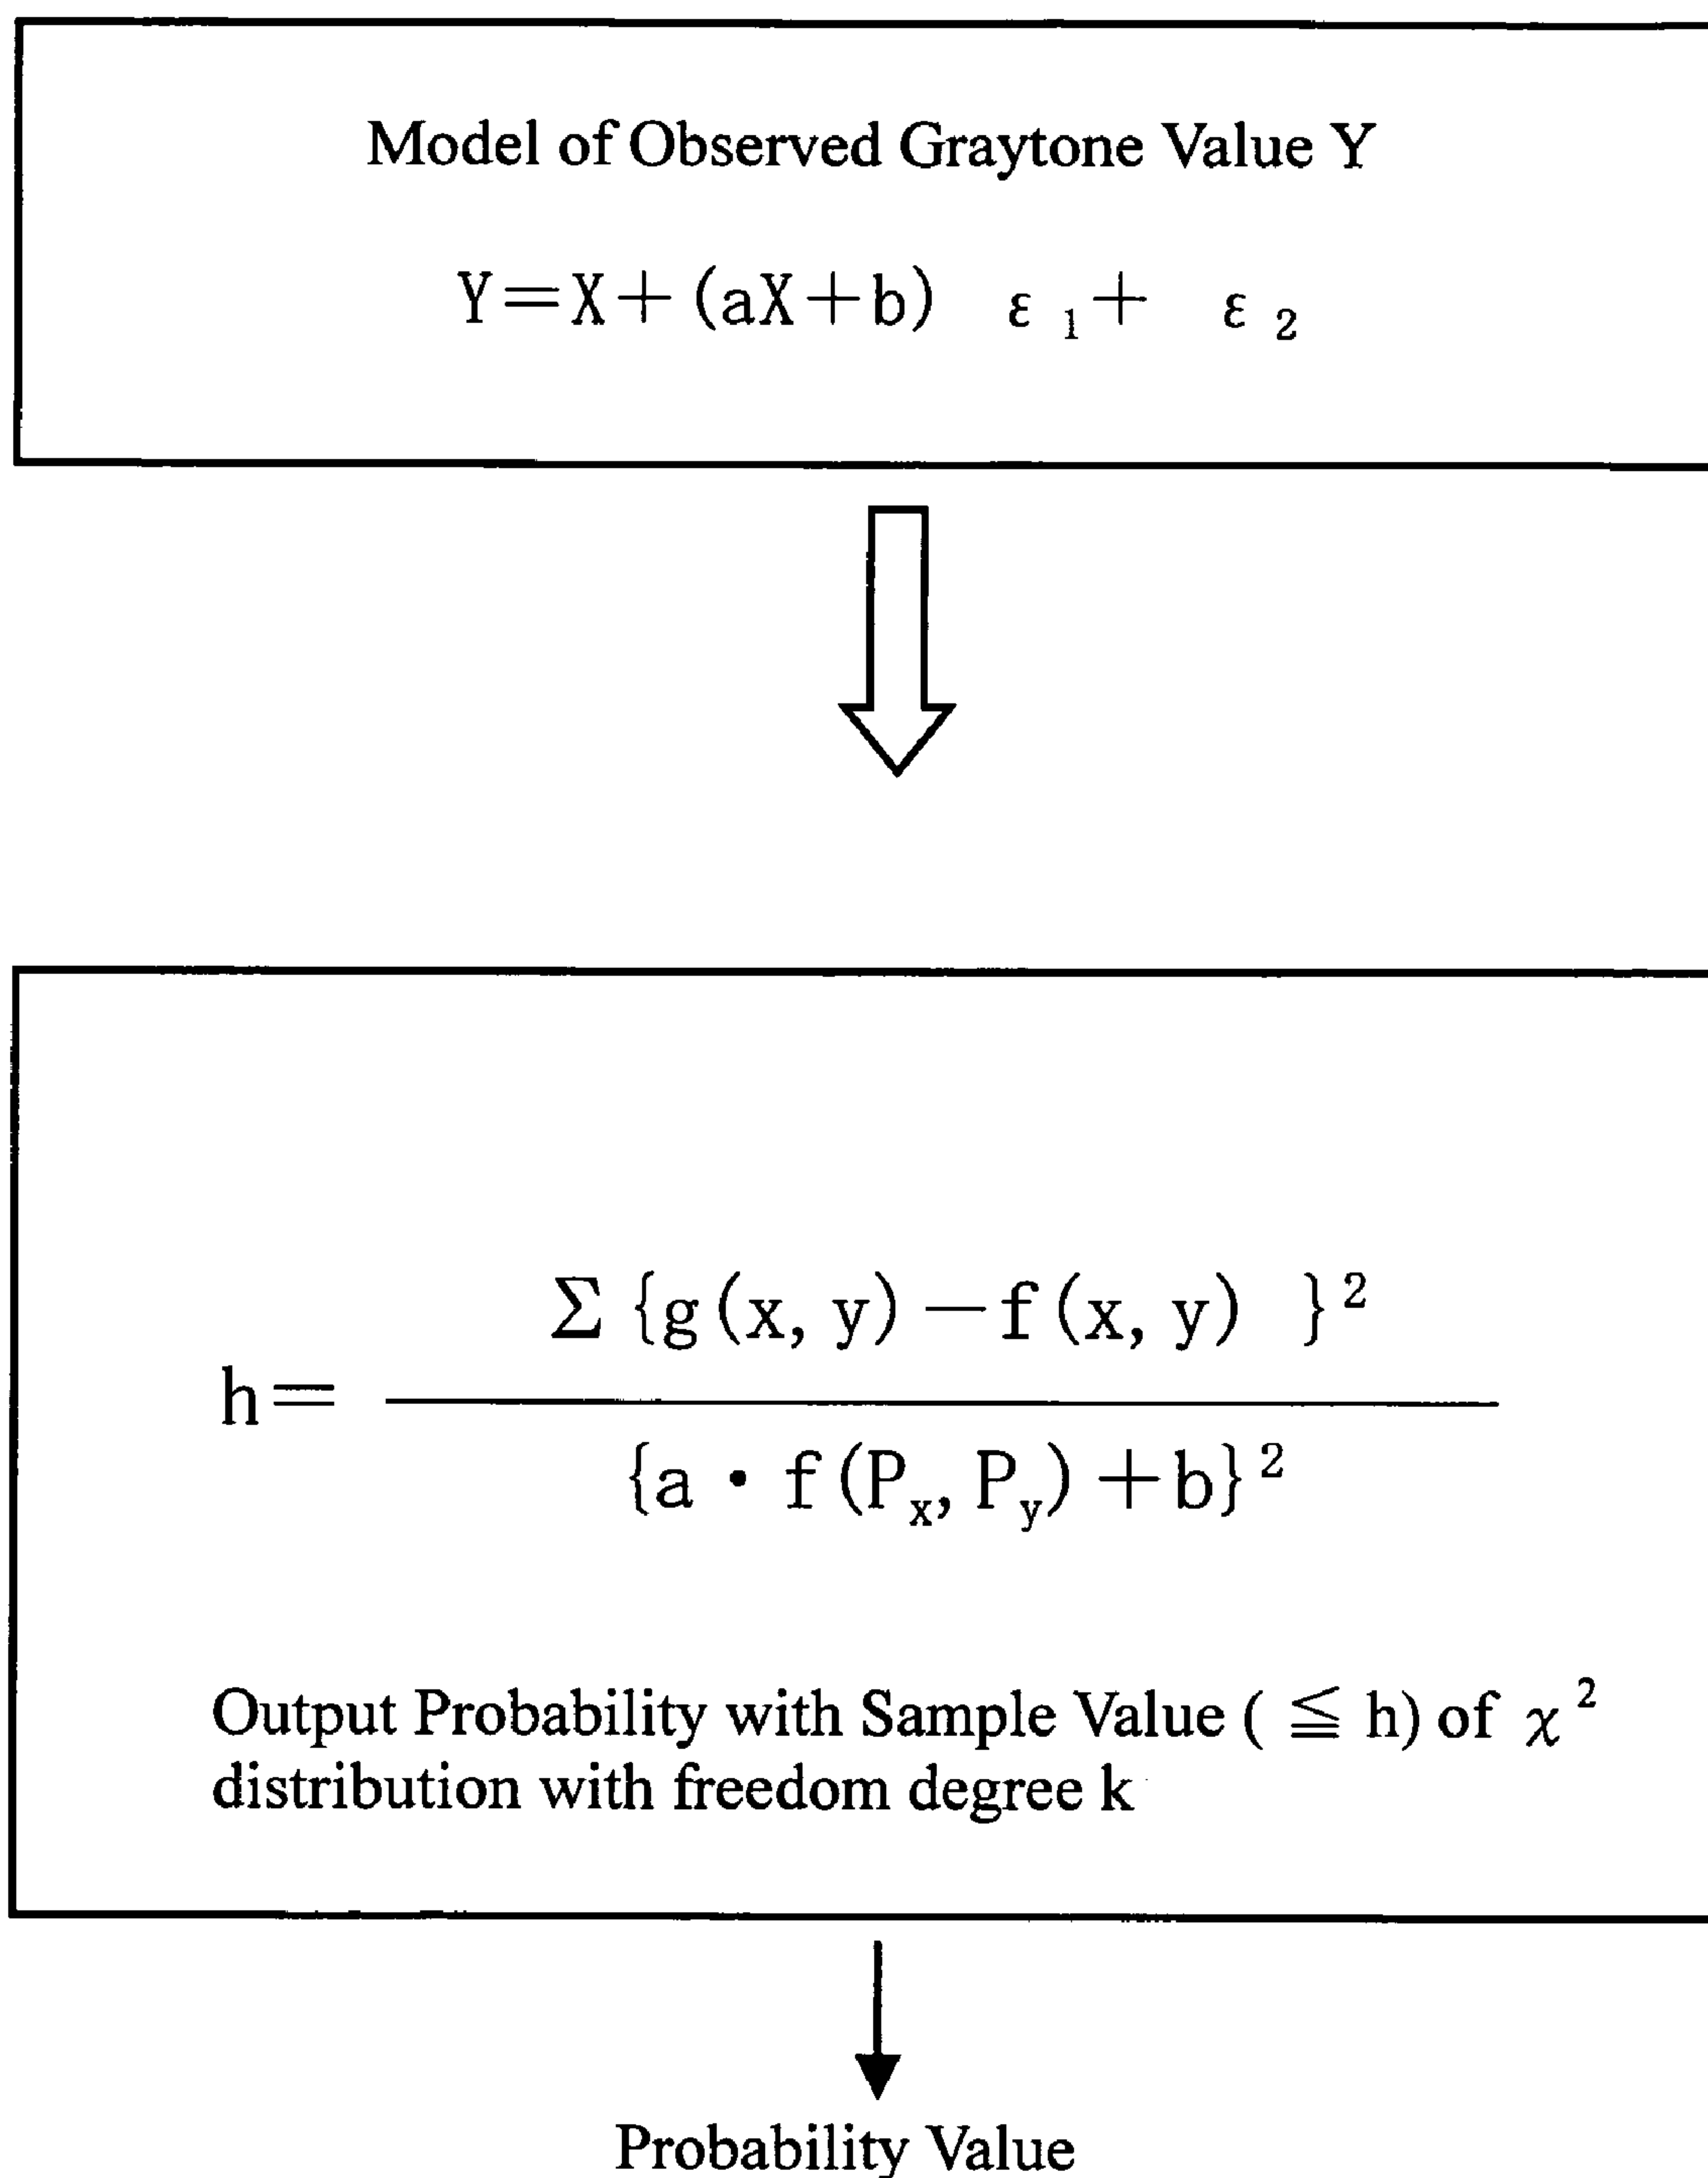 Model of Observed Graytone Value Y
Y=X+(aX+b) ε₁+ ε₂
Σ{g(x, y)−f(x, y) }²
h=
{a・f(Pₓ, P_y)+b}²
Output Probability with Sample Value ( ≦ h) of χ²
distribution with freedom degree k
Probability Value